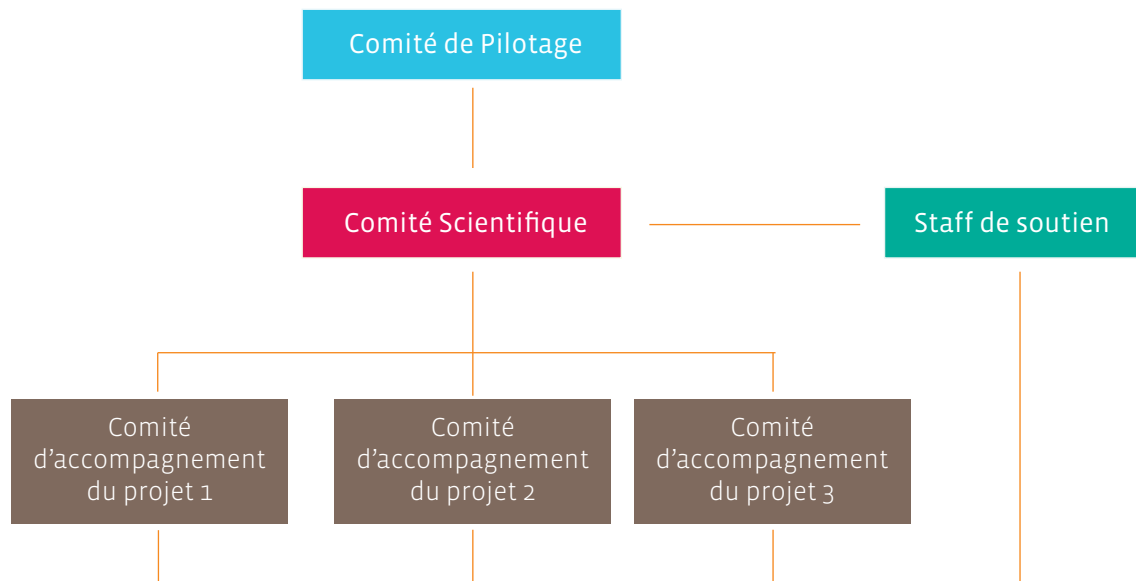 Comité de Pilotage
Comité Scientifique
Staff de soutien
Comité
d’accompagnement
du projet 1
Comité
d’accompagnement
du projet 2
Comité
d’accompagnement
du projet 3